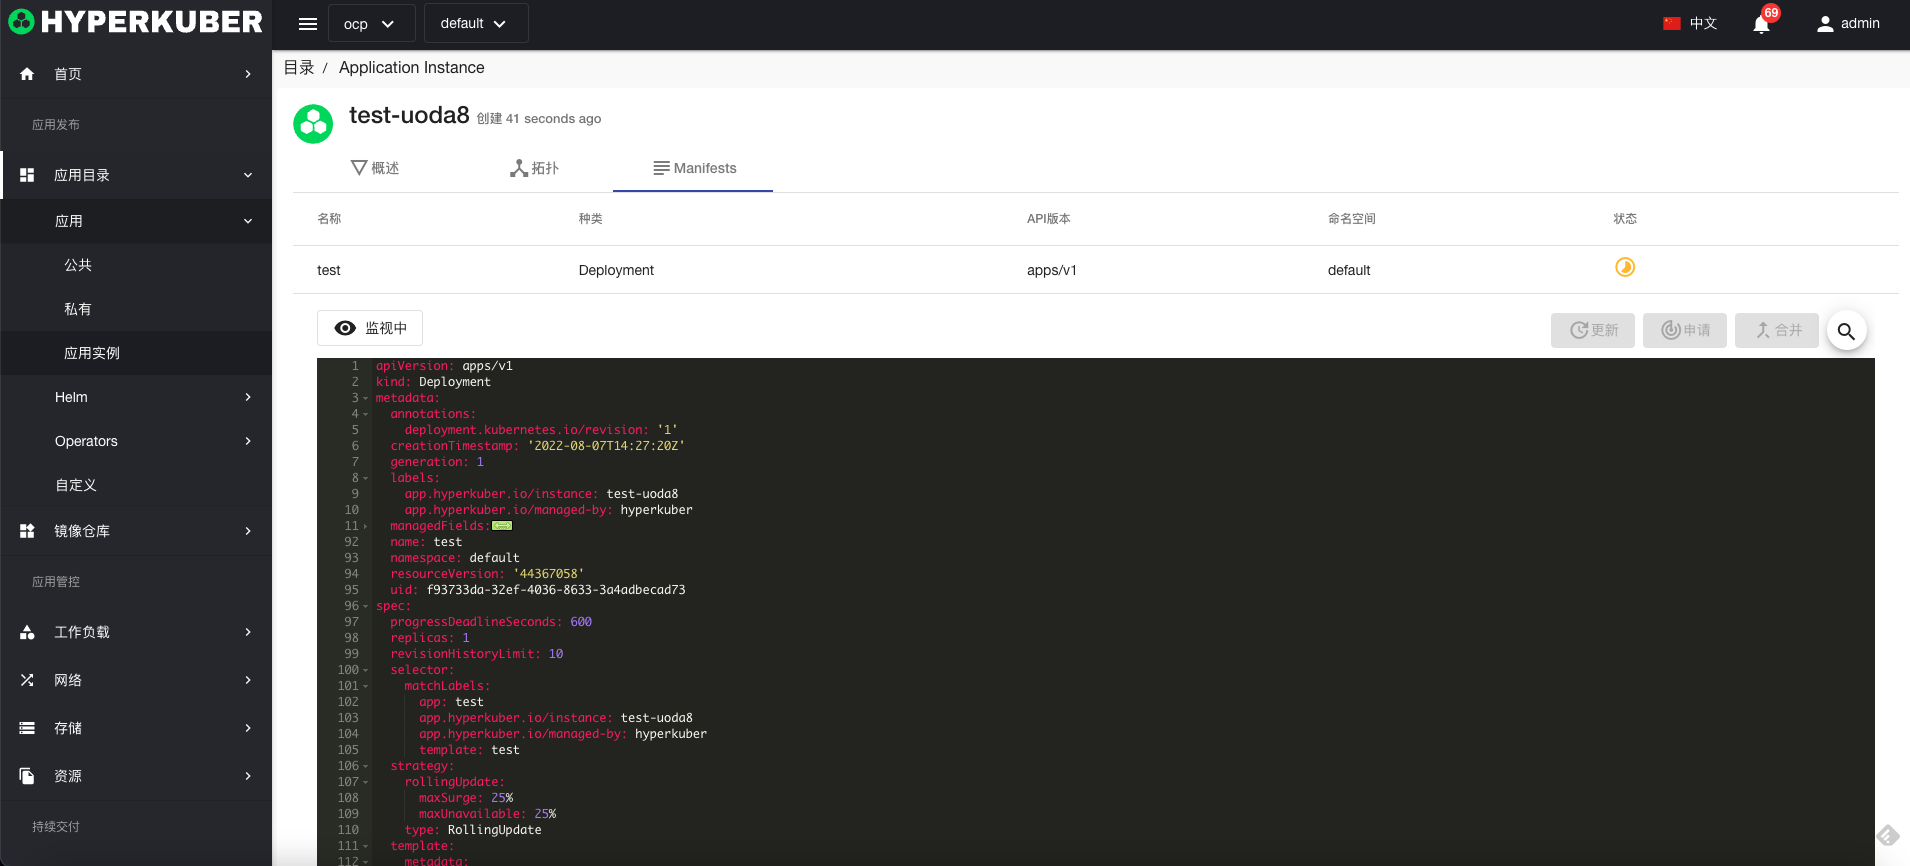 HYPERKUBER
ocp
default
中文
69
admin
首页
应用发布
应用目录
应用
公共
私有
应用实例
Helm
Operators
自定义
镜像仓库
应用管控
工作负载
网络
存储
资源
持续交付
目录 / Application Instance
test-uoda8 创建 41 seconds ago
概述
拓扑
Manifests
名称 种类 API版本 命名空间 状态
test Deployment apps/v1 default
监视中
更新
申请
合并
1 apiVersion: apps/v1
2 kind: Deployment
3 metadata:
4 annotations:
5 deployment.kubernetes.io/revision: '1'
6 creationTimestamp: '2022-08-07T14:27:20Z'
7 generation: 1
8 labels:
9 app.hyperkuber.io/instance: test-uoda8
10 app.hyperkuber.io/managed-by: hyperkuber
11 managedFields:
92 name: test
93 namespace: default
94 resourceVersion: '44367058'
95 uid: f93733da-32ef-4036-8633-3a4adbecad73
96 spec:
97 progressDeadlineSeconds: 600
98 replicas: 1
99 revisionHistoryLimit: 10
100 selector:
101 matchLabels:
102 app: test
103 app.hyperkuber.io/instance: test-uoda8
104 app.hyperkuber.io/managed-by: hyperkuber
105 template: test
106 strategy:
107 rollingUpdate:
108 maxSurge: 25%
109 maxUnavailable: 25%
110 type: RollingUpdate
111 template:
112 metadata: